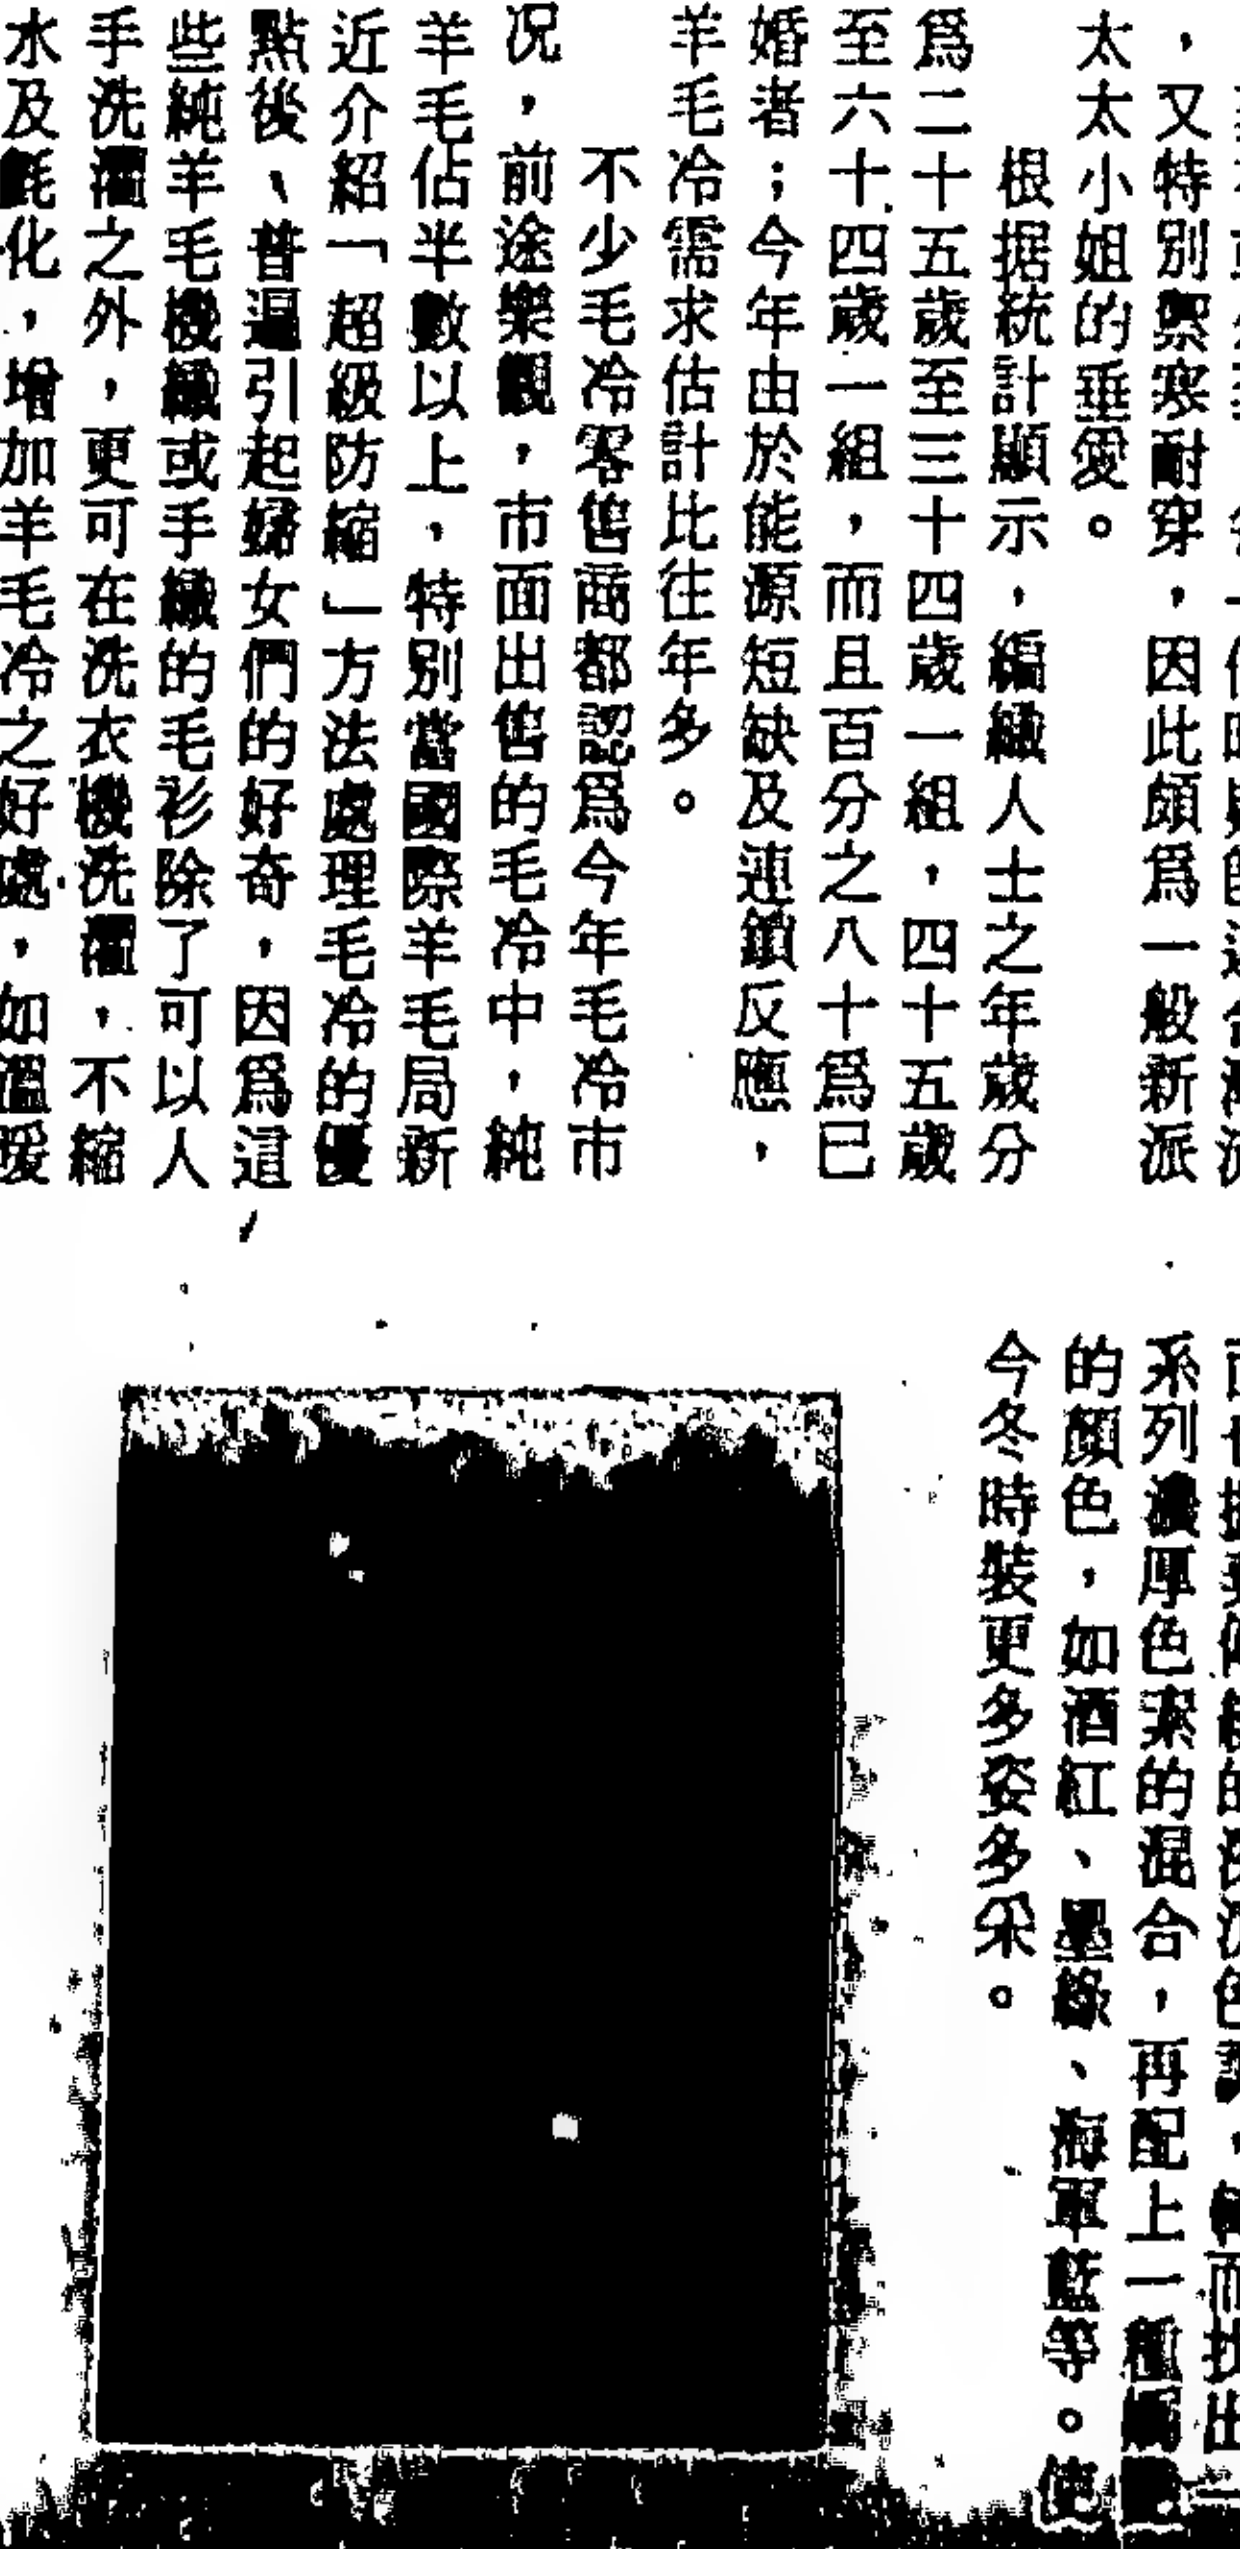 ，又特別禦寒耐穿，因此頗爲一般新派
太太小姐的垂愛。
根据統計顯示，編織人士之年歲分
爲二十五歲至三十四歲一組，四十五歲
至六十四歲一組，而且百分之八十爲已
婚者；今年由於能源短缺及連鎖反應，
羊毛冷需求估計比往年多。
不少毛冷零售商都認爲今年毛冷市
况，前途樂觀，市面出售的毛冷中，純
羊毛佔半數以上，特別當國際羊毛局新
近介紹「超級防縮」方法處理毛冷的優
點後、普遍引起婦女們的好奇，因爲這
些純羊毛機織或手織的毛衫除了可以人
手洗濯之外，更可在洗衣機洗濯，不縮
水及氈化，增加羊毛冷之好處，如溫暖
系列濃厚色素的混合，再配上一種
的顏色，如酒紅、墨綠、海軍藍等。使
今冬時裝更多姿多采。